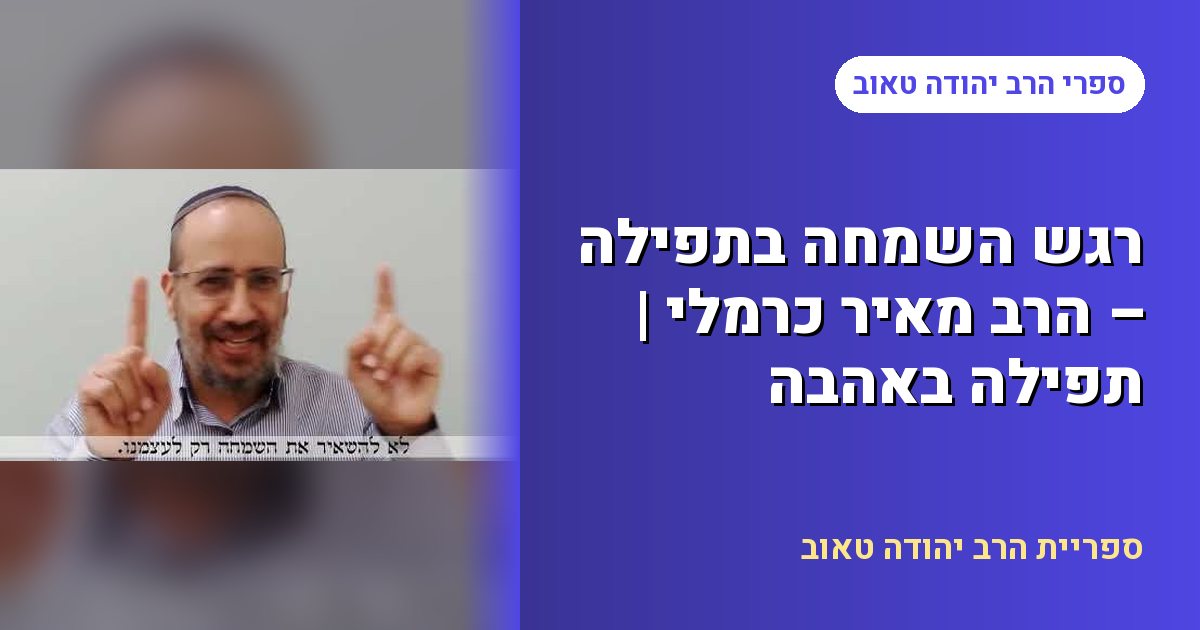 ספרי הרב יהודה טאוב
רגש השמחה בתפילה
– הרב מאיר כרמלי |
תפילה באהבה
לא להשאיר את השמחה רק לעצמנו.
ספריית הרב יהודה טאוב